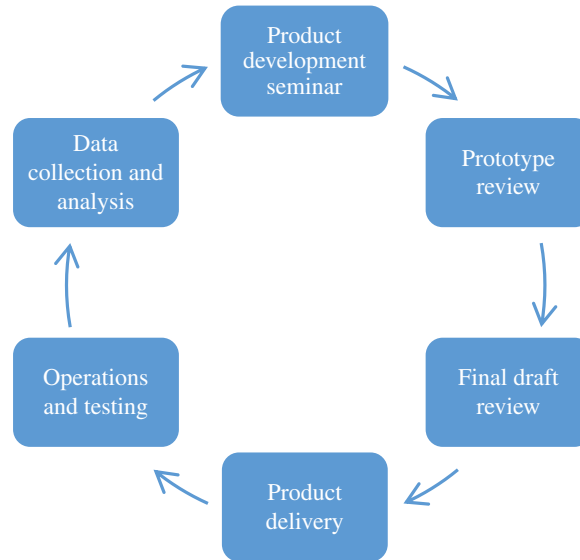 Product
development
seminar
Prototype
review
Final draft
review
Product
delivery
Operations
and testing
Data
collection and
analysis